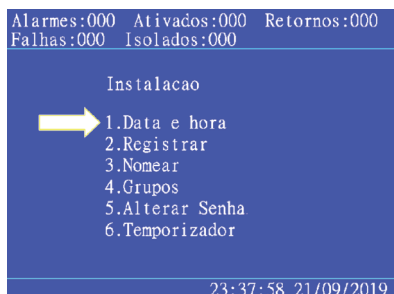 Alarmes:000 Ativados:000 Retornos:000
Falhas:000 Isolados:000
Instalacao
1.Data e hora
2.Registrar
3.Nomear
4.Grupos
5.Alterar Senha
6.Temporizador
23:37:58 21/09/2019